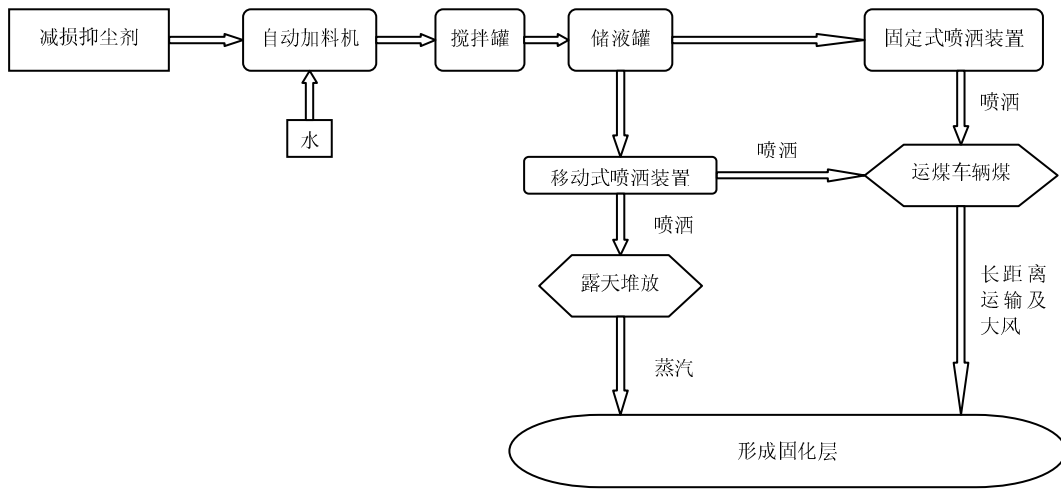 减损抑尘剂
自动加料机
搅拌罐
储液罐
固定式喷洒装置
水
喷洒
移动式喷洒装置
喷洒
运煤车辆煤
喷洒
露天堆放
长距离
运输及
大风
蒸汽
形成固化层